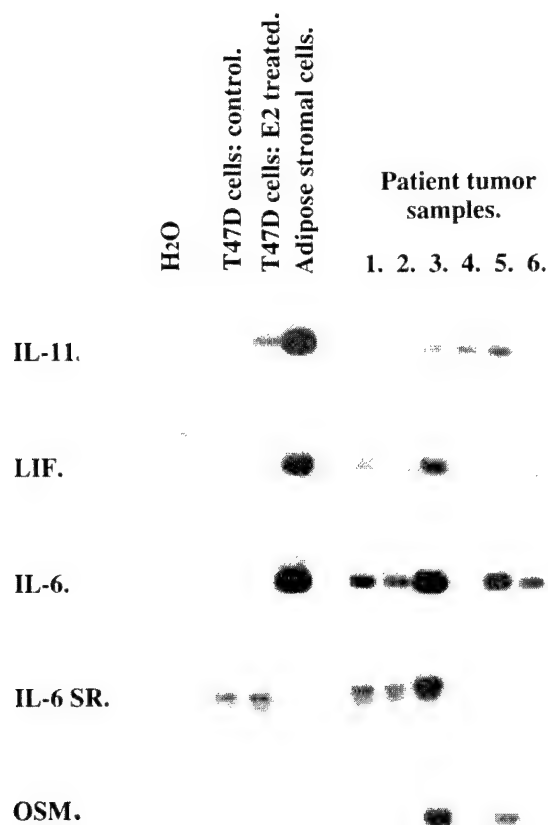 H2O
T47D cells: control.
T47D cells: E2 treated.
Adipose stromal cells.
Patient tumor
samples.
1. 2. 3. 4. 5. 6.
IL-11.
LIF.
IL-6.
IL-6 SR.
OSM.